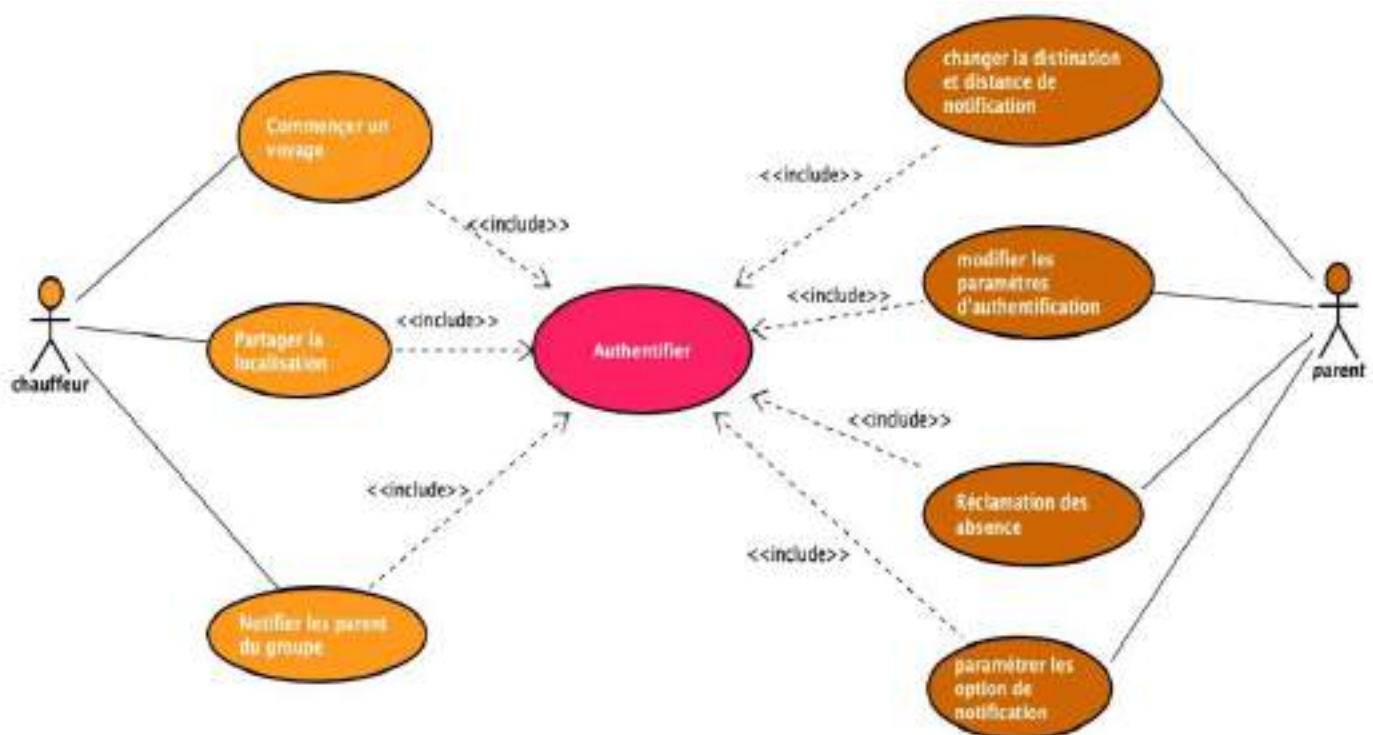 changer la distination
et distance de
notification
Commençer un
voyage
<<include>>
<<include>>
modifier les
paramètres
d'authentification
<<include>>
<<include>>
Partager la
localisation
Authentifier
chauffeur
parent
<<include>>
<<include>>
Réclamation des
absence
<<include>>
Notifier les parent
du groupe
paramétrer les
option de
notification